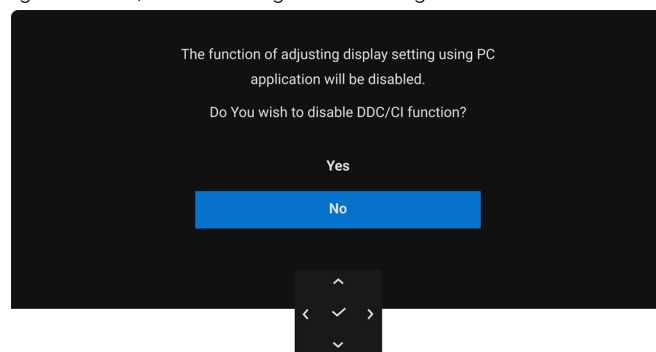 The function of adjusting display setting using PC
application will be disabled.
Do You wish to disable DDC/CI function?
Yes
No